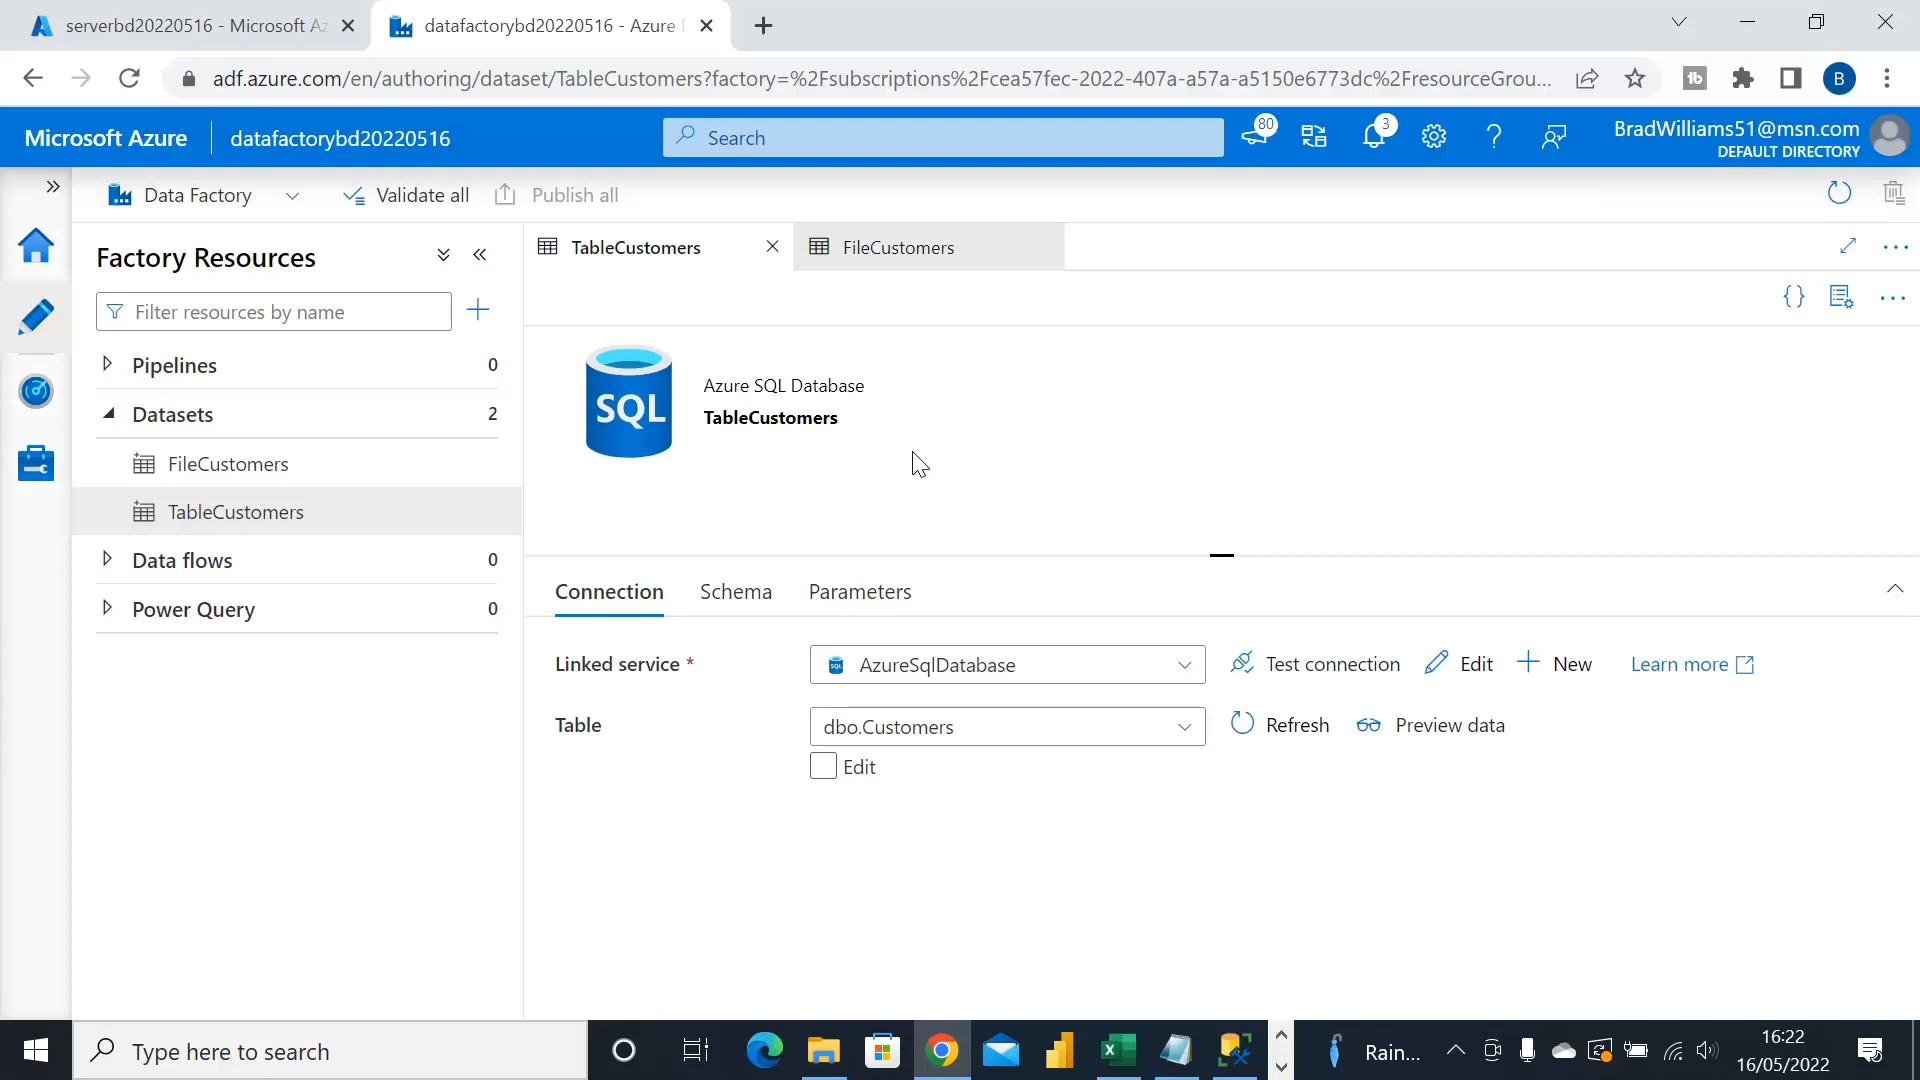 serverbd20220516 - Microsoft Az
datafactorybd20220516 - Azure
adf.azure.com/en/authoring/dataset/TableCustomers?factory=%2Fsubscriptions%2Fcea57fec-2022-407a-a57a-a5150e6773dc%2FresourceGrou...
B
Microsoft Azure
datafactorybd20220516
Search
80
3
BradWilliams51@msn.com
DEFAULT DIRECTORY
Data Factory
Validate all
Publish all
Factory Resources
Filter resources by name
Pipelines
0
Datasets
2
FileCustomers
TableCustomers
Data flows
0
Power Query
0
TableCustomers
FileCustomers
SQL
Azure SQL Database
TableCustomers
Connection
Schema
Parameters
Linked service *
SQL
AzureSqlDatabase
Test connection
Edit
New
Learn more
Table
dbo.Customers
Refresh
Preview data
Edit
Type here to search
Rain...
16:22
16/05/2022